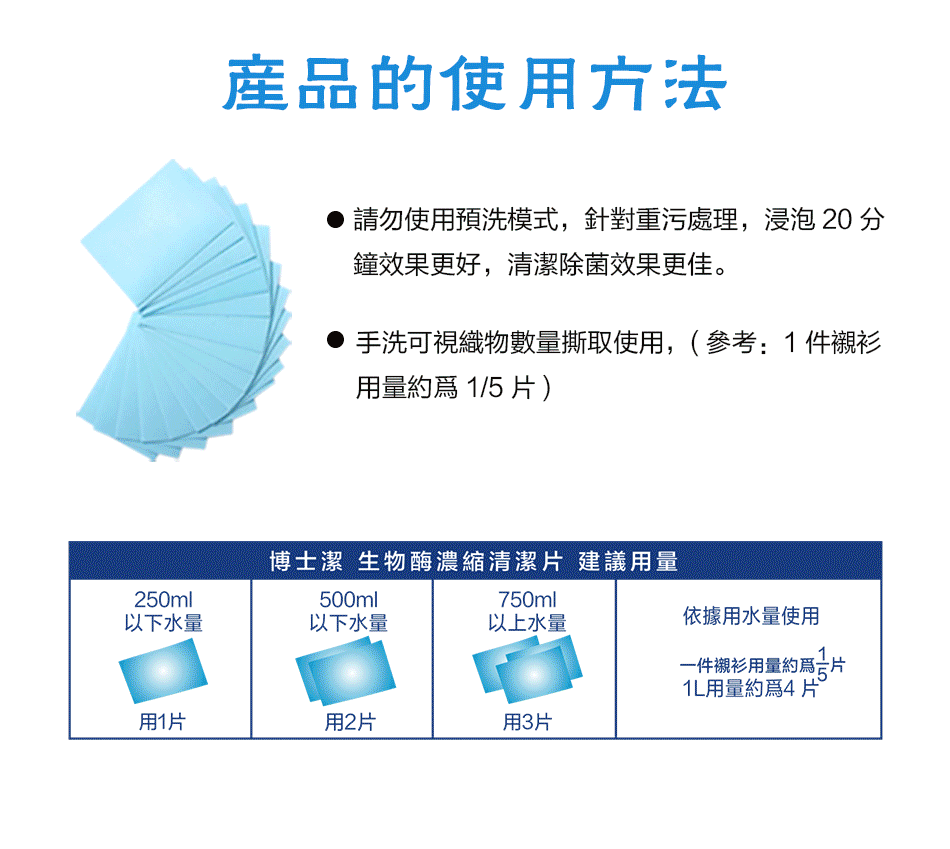 産品的使用方法
● 請勿使用預洗模式，針對重污處理，浸泡 20 分
鐘效果更好，清潔除菌效果更佳。
● 手洗可視織物數量撕取使用，( 參考：1 件襯衫
用量約爲 1/5 片 )
博士潔 生物酶濃縮清潔片 建議用量
250ml
以下水量
用1片
500ml
以下水量
用2片
750ml
以上水量
用3片
依據用水量使用
一件襯衫用量約爲1/5片
1L用量約爲4 片